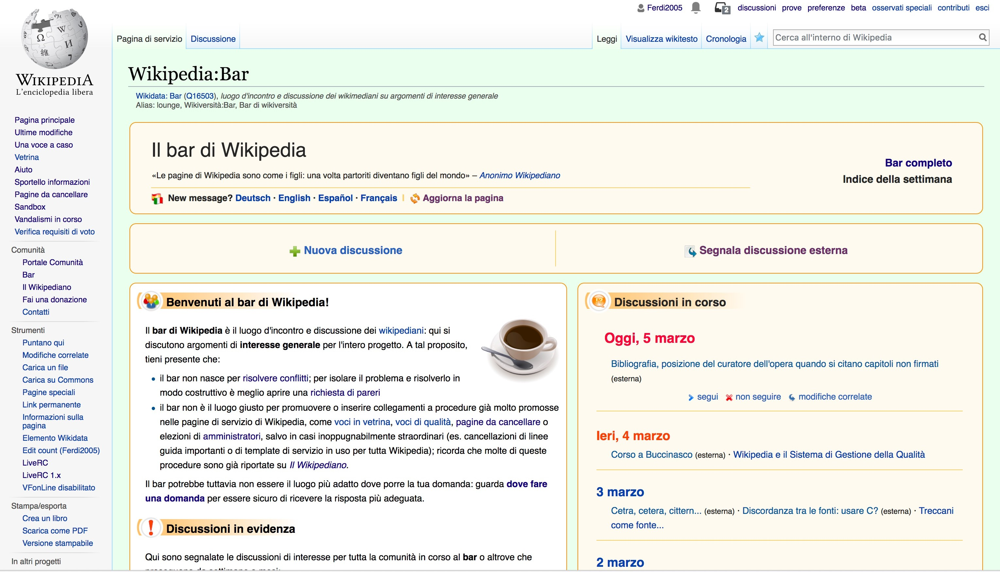 Ferdi2005 2 discussioni prove preferenze beta osservati speciali contributi esci
Pagina di servizio Discussione Leggi Visualizza wikitesto Cronologia Cerca all'interno di Wikipedia
WIKIPEDIA
L'enciclopedia libera
Pagina principale
Ultime modifiche
Una voce a caso
Vetrina
Aiuto
Sportello informazioni
Pagine da cancellare
Sandbox
Vandalismi in corso
Verifica requisiti di voto
Comunità
Portale Comunità
Bar
Il Wikipediano
Fai una donazione
Contatti
Strumenti
Puntano qui
Modifiche correlate
Carica un file
Carica su Commons
Pagine speciali
Link permanente
Informazioni sulla
pagina
Elemento Wikidata
Edit count (Ferdi2005)
LiveRC
LiveRC 1.x
VFonLine disabilitato
Stampa/esporta
Crea un libro
Scarica come PDF
Versione stampabile
In altri progetti
Wikipedia:Bar
Wikidata: Bar (Q16503), luogo d'incontro e discussione dei wikimediani su argomenti di interesse generale
Alias: lounge, Wikiversità:Bar, Bar di wikiversità
Il bar di Wikipedia
«Le pagine di Wikipedia sono come i figli: una volta partoriti diventano figli del mondo» – Anonimo Wikipediano
New message? Deutsch · English · Español · Français | Aggiorna la pagina
Bar completo
Indice della settimana
Nuova discussione
Segnala discussione esterna
Benvenuti al bar di Wikipedia!
Il bar di Wikipedia è il luogo d'incontro e discussione dei wikipediani: qui si
discutono argomenti di interesse generale per l'intero progetto. A tal proposito,
tieni presente che:
• il bar non nasce per risolvere conflitti; per isolare il problema e risolverlo in
modo costruttivo è meglio aprire una richiesta di pareri
• il bar non è il luogo giusto per promuovere o inserire collegamenti a procedure già molto promosse
nelle pagine di servizio di Wikipedia, come voci in vetrina, voci di qualità, pagine da cancellare o
elezioni di amministratori, salvo in casi inoppugnabilmente straordinari (es. cancellazioni di linee
guida importanti o di template di servizio in uso per tutta Wikipedia); ricorda che molte di queste
procedure sono già riportate su Il Wikipediano.
Il bar potrebbe tuttavia non essere il luogo più adatto dove porre la tua domanda: guarda dove fare
una domanda per essere sicuro di ricevere la risposta più adeguata.
Discussioni in evidenza
Qui sono segnalate le discussioni di interesse per tutta la comunità in corso al bar o altrove che
Discussioni in corso
Oggi, 5 marzo
Bibliografia, posizione del curatore dell'opera quando si citano capitoli non firmati
(esterna)
segui non seguire modifiche correlate
Ieri, 4 marzo
Corso a Buccinasco (esterna) · Wikipedia e il Sistema di Gestione della Qualità
3 marzo
Cetra, cetera, cittern... (esterna) · Discordanza tra le fonti: usare C? (esterna) · Treccani
come fonte...
2 marzo